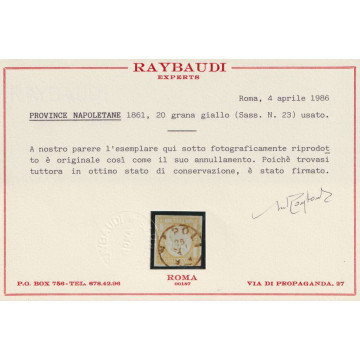 RAYBAUDI
EXPERTS
Roma, 4 aprile 1986
PROVINCE NAPOLETANE 1861, 20 grana giallo (Sass. N. 23) usato.
A nostro parere l'esemplare qui sotto fotograficamente riprodot
to è originale così come il suo annullamento. Poichè trovasi
tuttora in ottimo stato di conservazione, è stato firmato.
ROMA
00187
P.O. BOX 756 - TEL. 678.42.96
VIA DI PROPAGANDA, 27